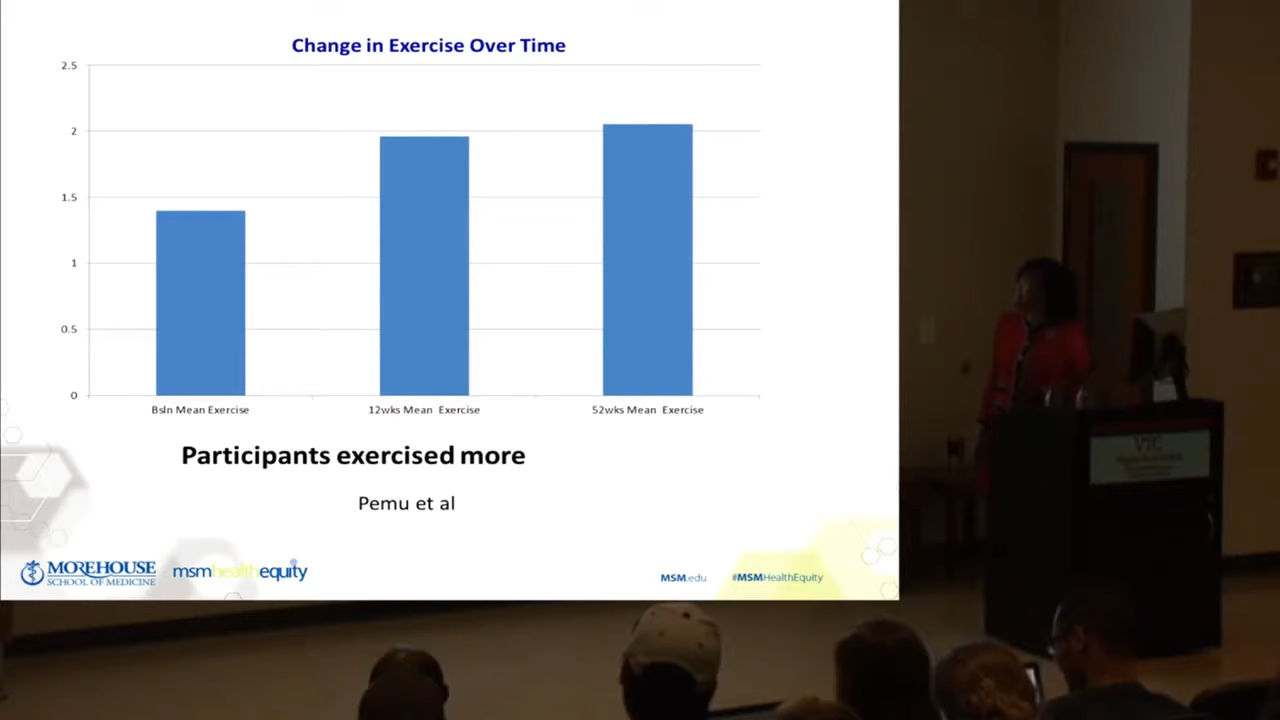 Change in Exercise Over Time
2.5
2
1.5
1
0.5
0
Bsln Mean Exercise
12wks Mean Exercise
52wks Mean Exercise
Participants exercised more
Pemu et al
MOREHOUSE
SCHOOL OF MEDICINE
msmhealthequity
MSM.edu
#MSMHealthEquity
VTC